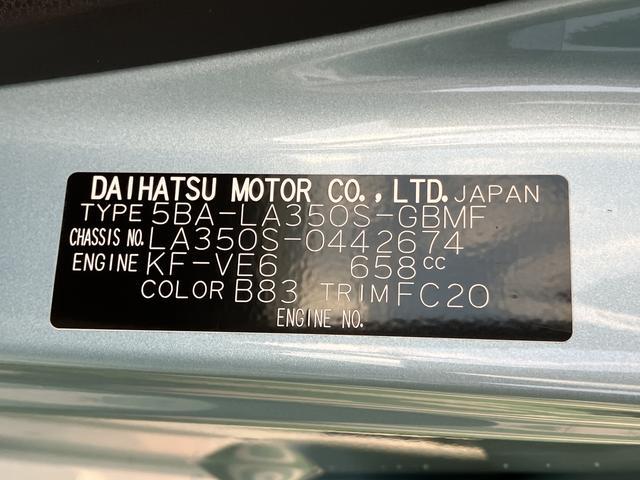 DAIHATSU MOTOR CO., LTD. JAPAN
TYPE 5BA-LA350S-GBMF
CHASSIS NO. LA350S-0442674
ENGINE KF-VE6 658cc
COLOR B83 TRIM FC20
ENGINE NO.